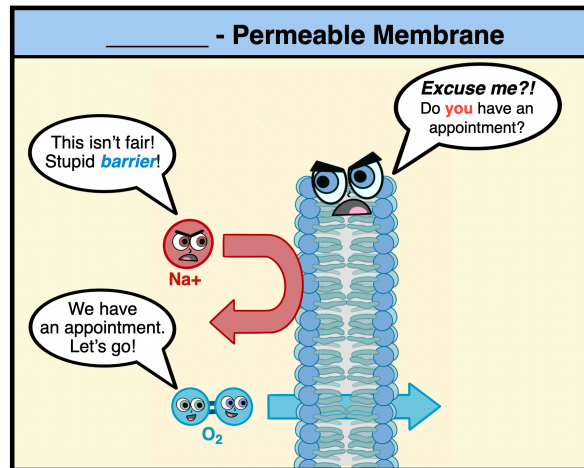 ________ - Permeable Membrane
Excuse me?!
Do you have an
appointment?
This isn't fair!
Stupid barrier!
Na+
We have
an appointment.
Let's go!
O₂